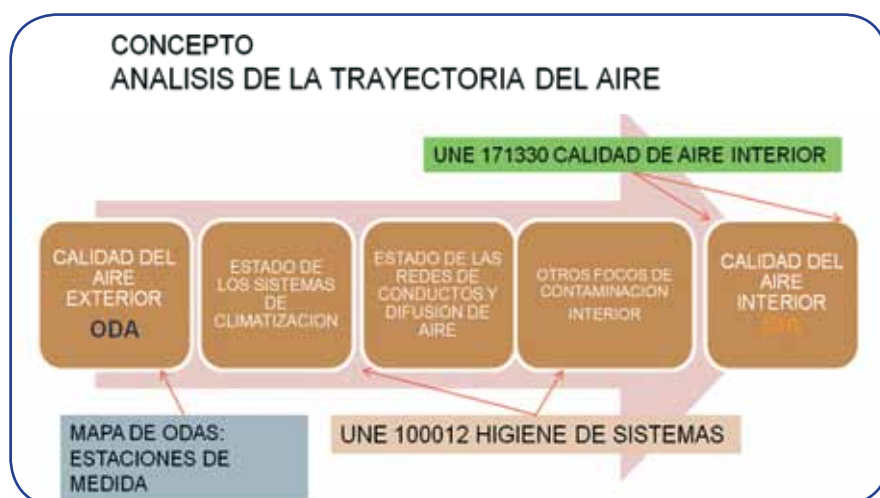 CONCEPTO
ANALISIS DE LA TRAYECTORIA DEL AIRE
UNE 171330 CALIDAD DE AIRE INTERIOR
CALIDAD DEL
AIRE
EXTERIOR
ODA
ESTADO DE
LOS SISTEMAS
DE
CLIMATIZACION
ESTADO DE LAS
REDES DE
CONDUCTOS Y
DIFUSIÓN DE
AIRE
OTROS FOCOS DE
CONTAMINACION
INTERIOR
CALIDAD DEL
AIRE
INTERIOR
MAPA DE ODAS:
ESTACIONES DE
MEDIDA
UNE 100012 HIGIENE DE SISTEMAS